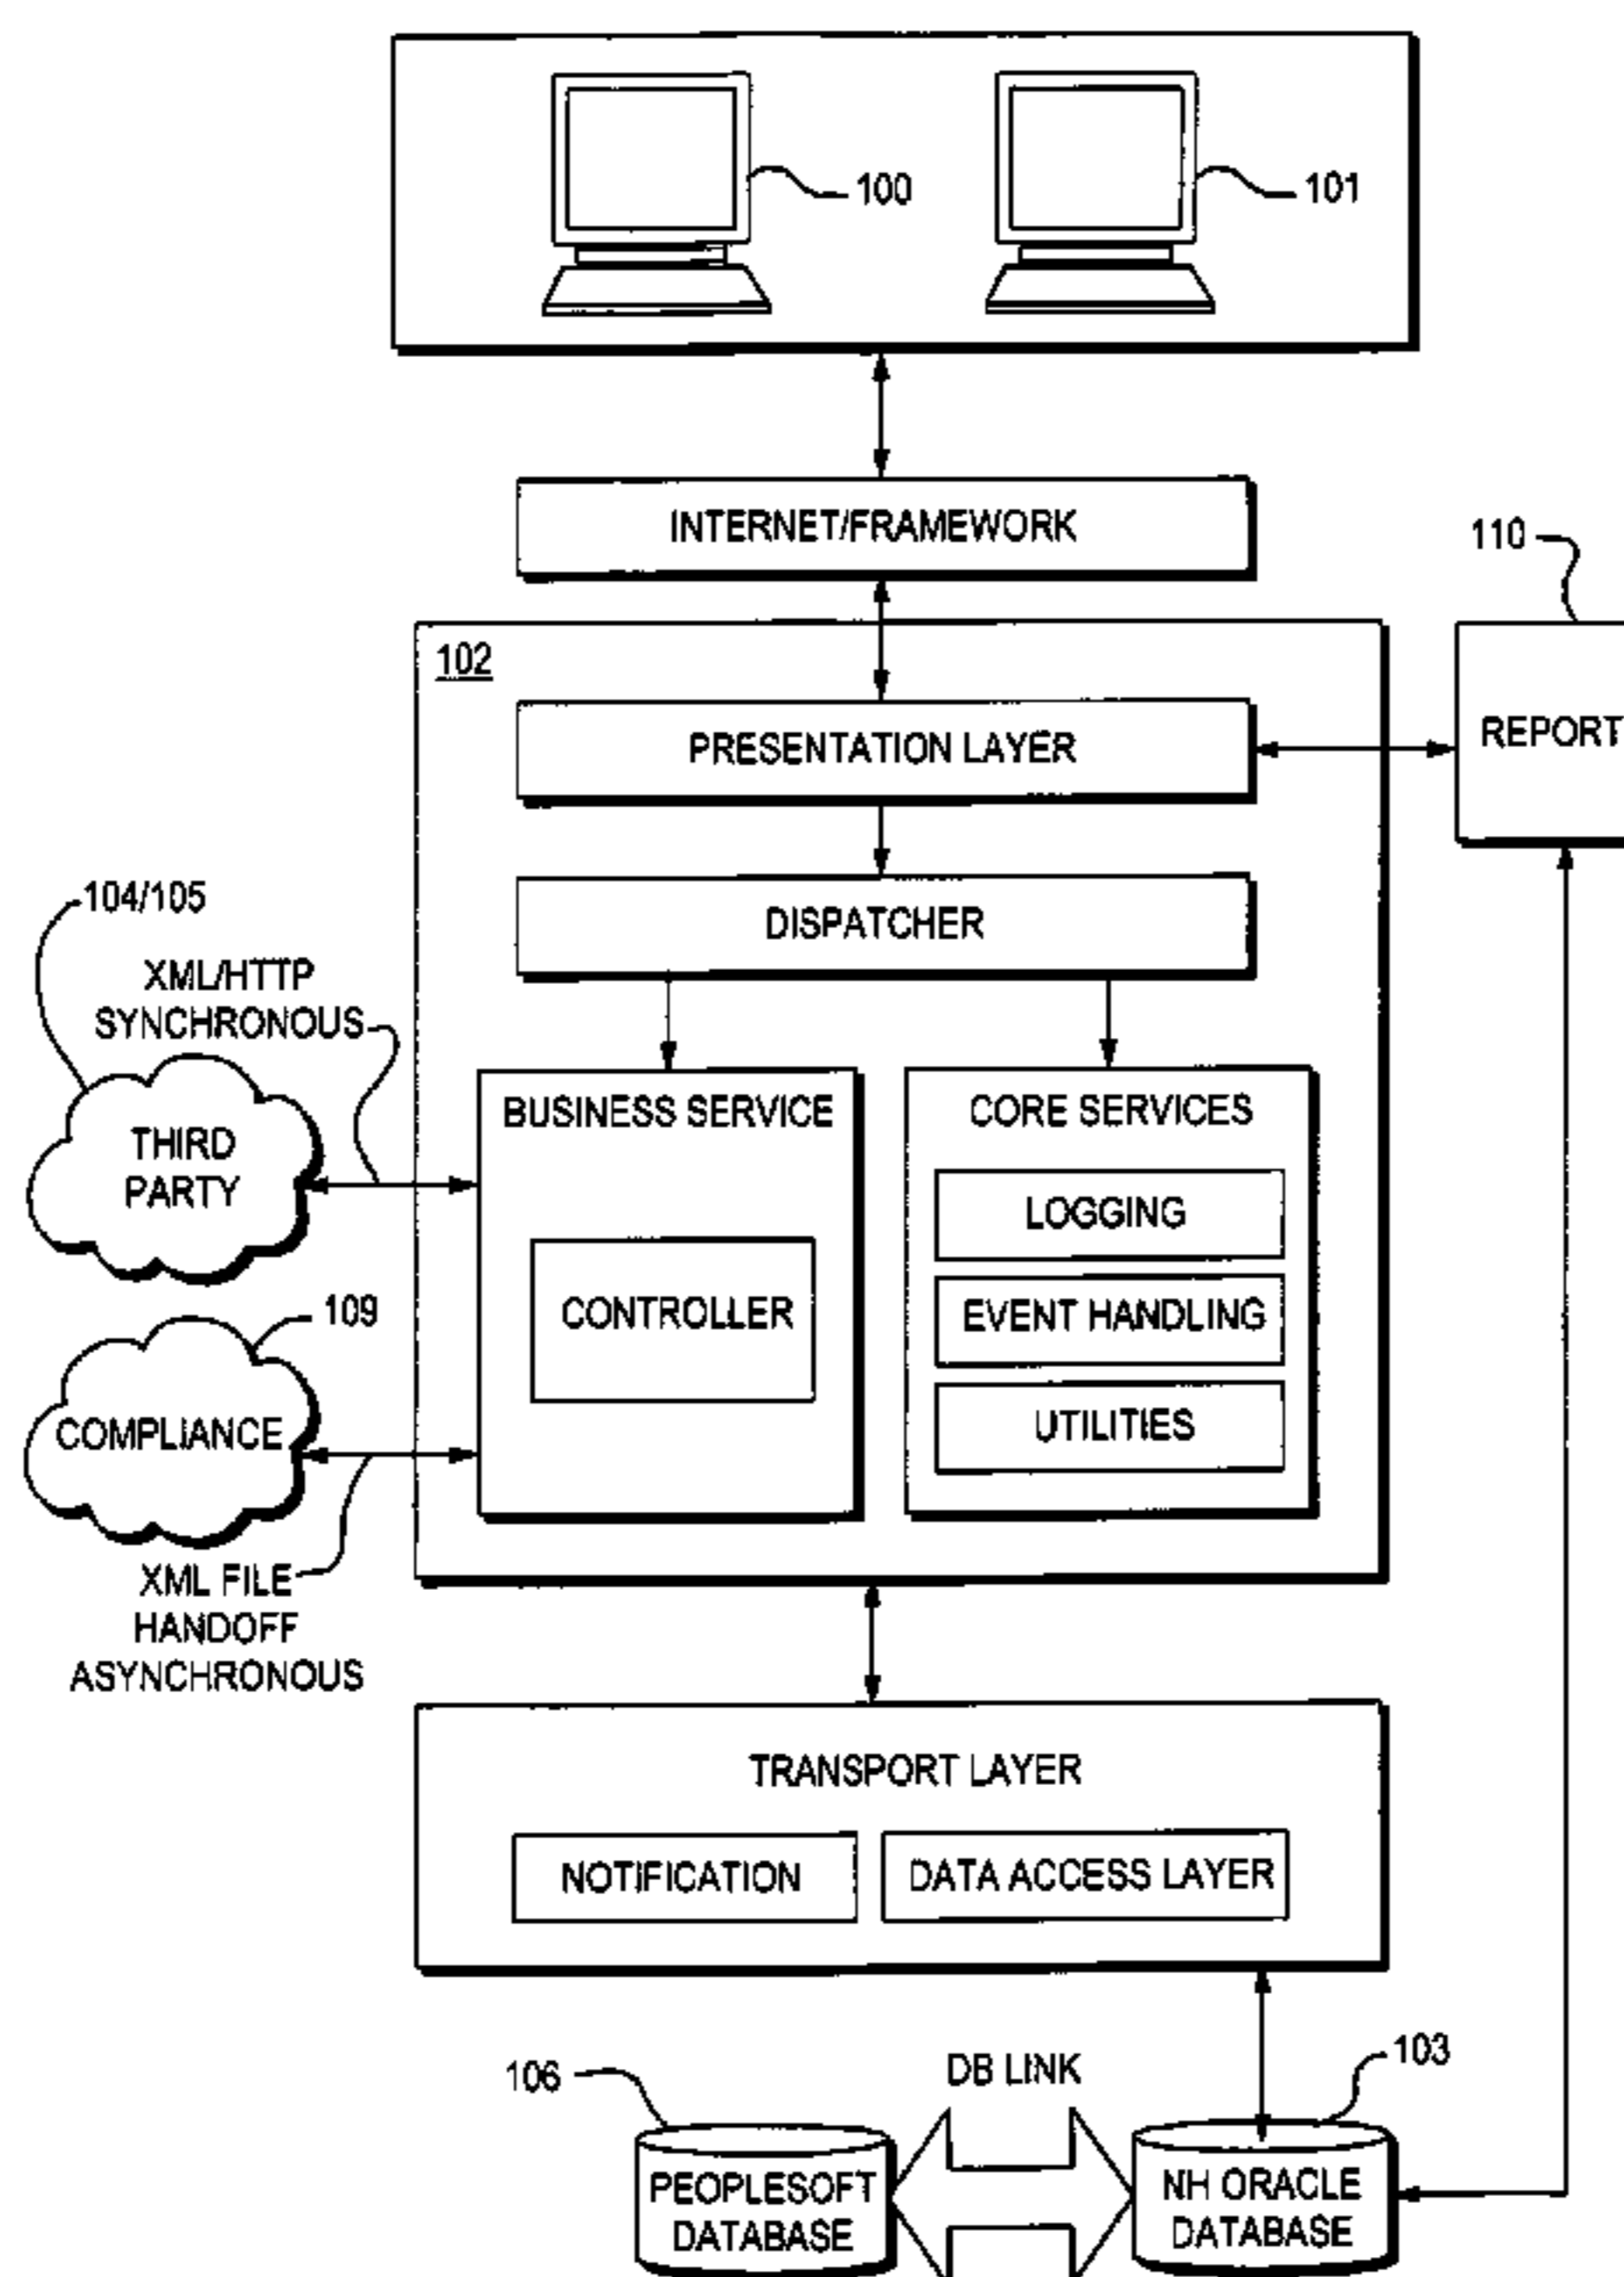 100
101
INTERNET/FRAMEWORK
110
102
PRESENTATION LAYER
REPORT
104/105
DISPATCHER
XML/HTTP
SYNCHRONOUS
THIRD
PARTY
BUSINESS SERVICE
CONTROLLER
CORE SERVICES
LOGGING
EVENT HANDLING
UTILITIES
109
COMPLIANCE
XML FILE
HANDOFF
ASYNCHRONOUS
TRANSPORT LAYER
NOTIFICATION
DATA ACCESS LAYER
106
DB LINK
103
PEOPLESOFT
DATABASE
NH ORACLE
DATABASE